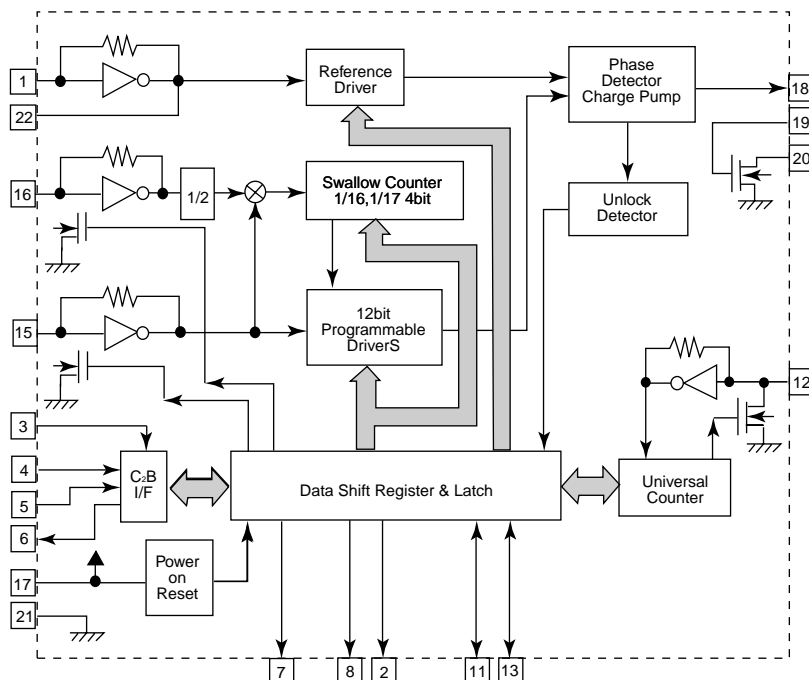 1
Reference
Driver
Phase
Detector
Charge Pump
18
22
19
20
16
1/2
Swallow Counter
1/16,1/17 4bit
Unlock
Detector
15
12bit
Programmable
DriverS
12
3
4
C2B
I/F
5
6
Data Shift Register & Latch
Universal
Counter
17
Power
on
Reset
21
7
8
2
11
13